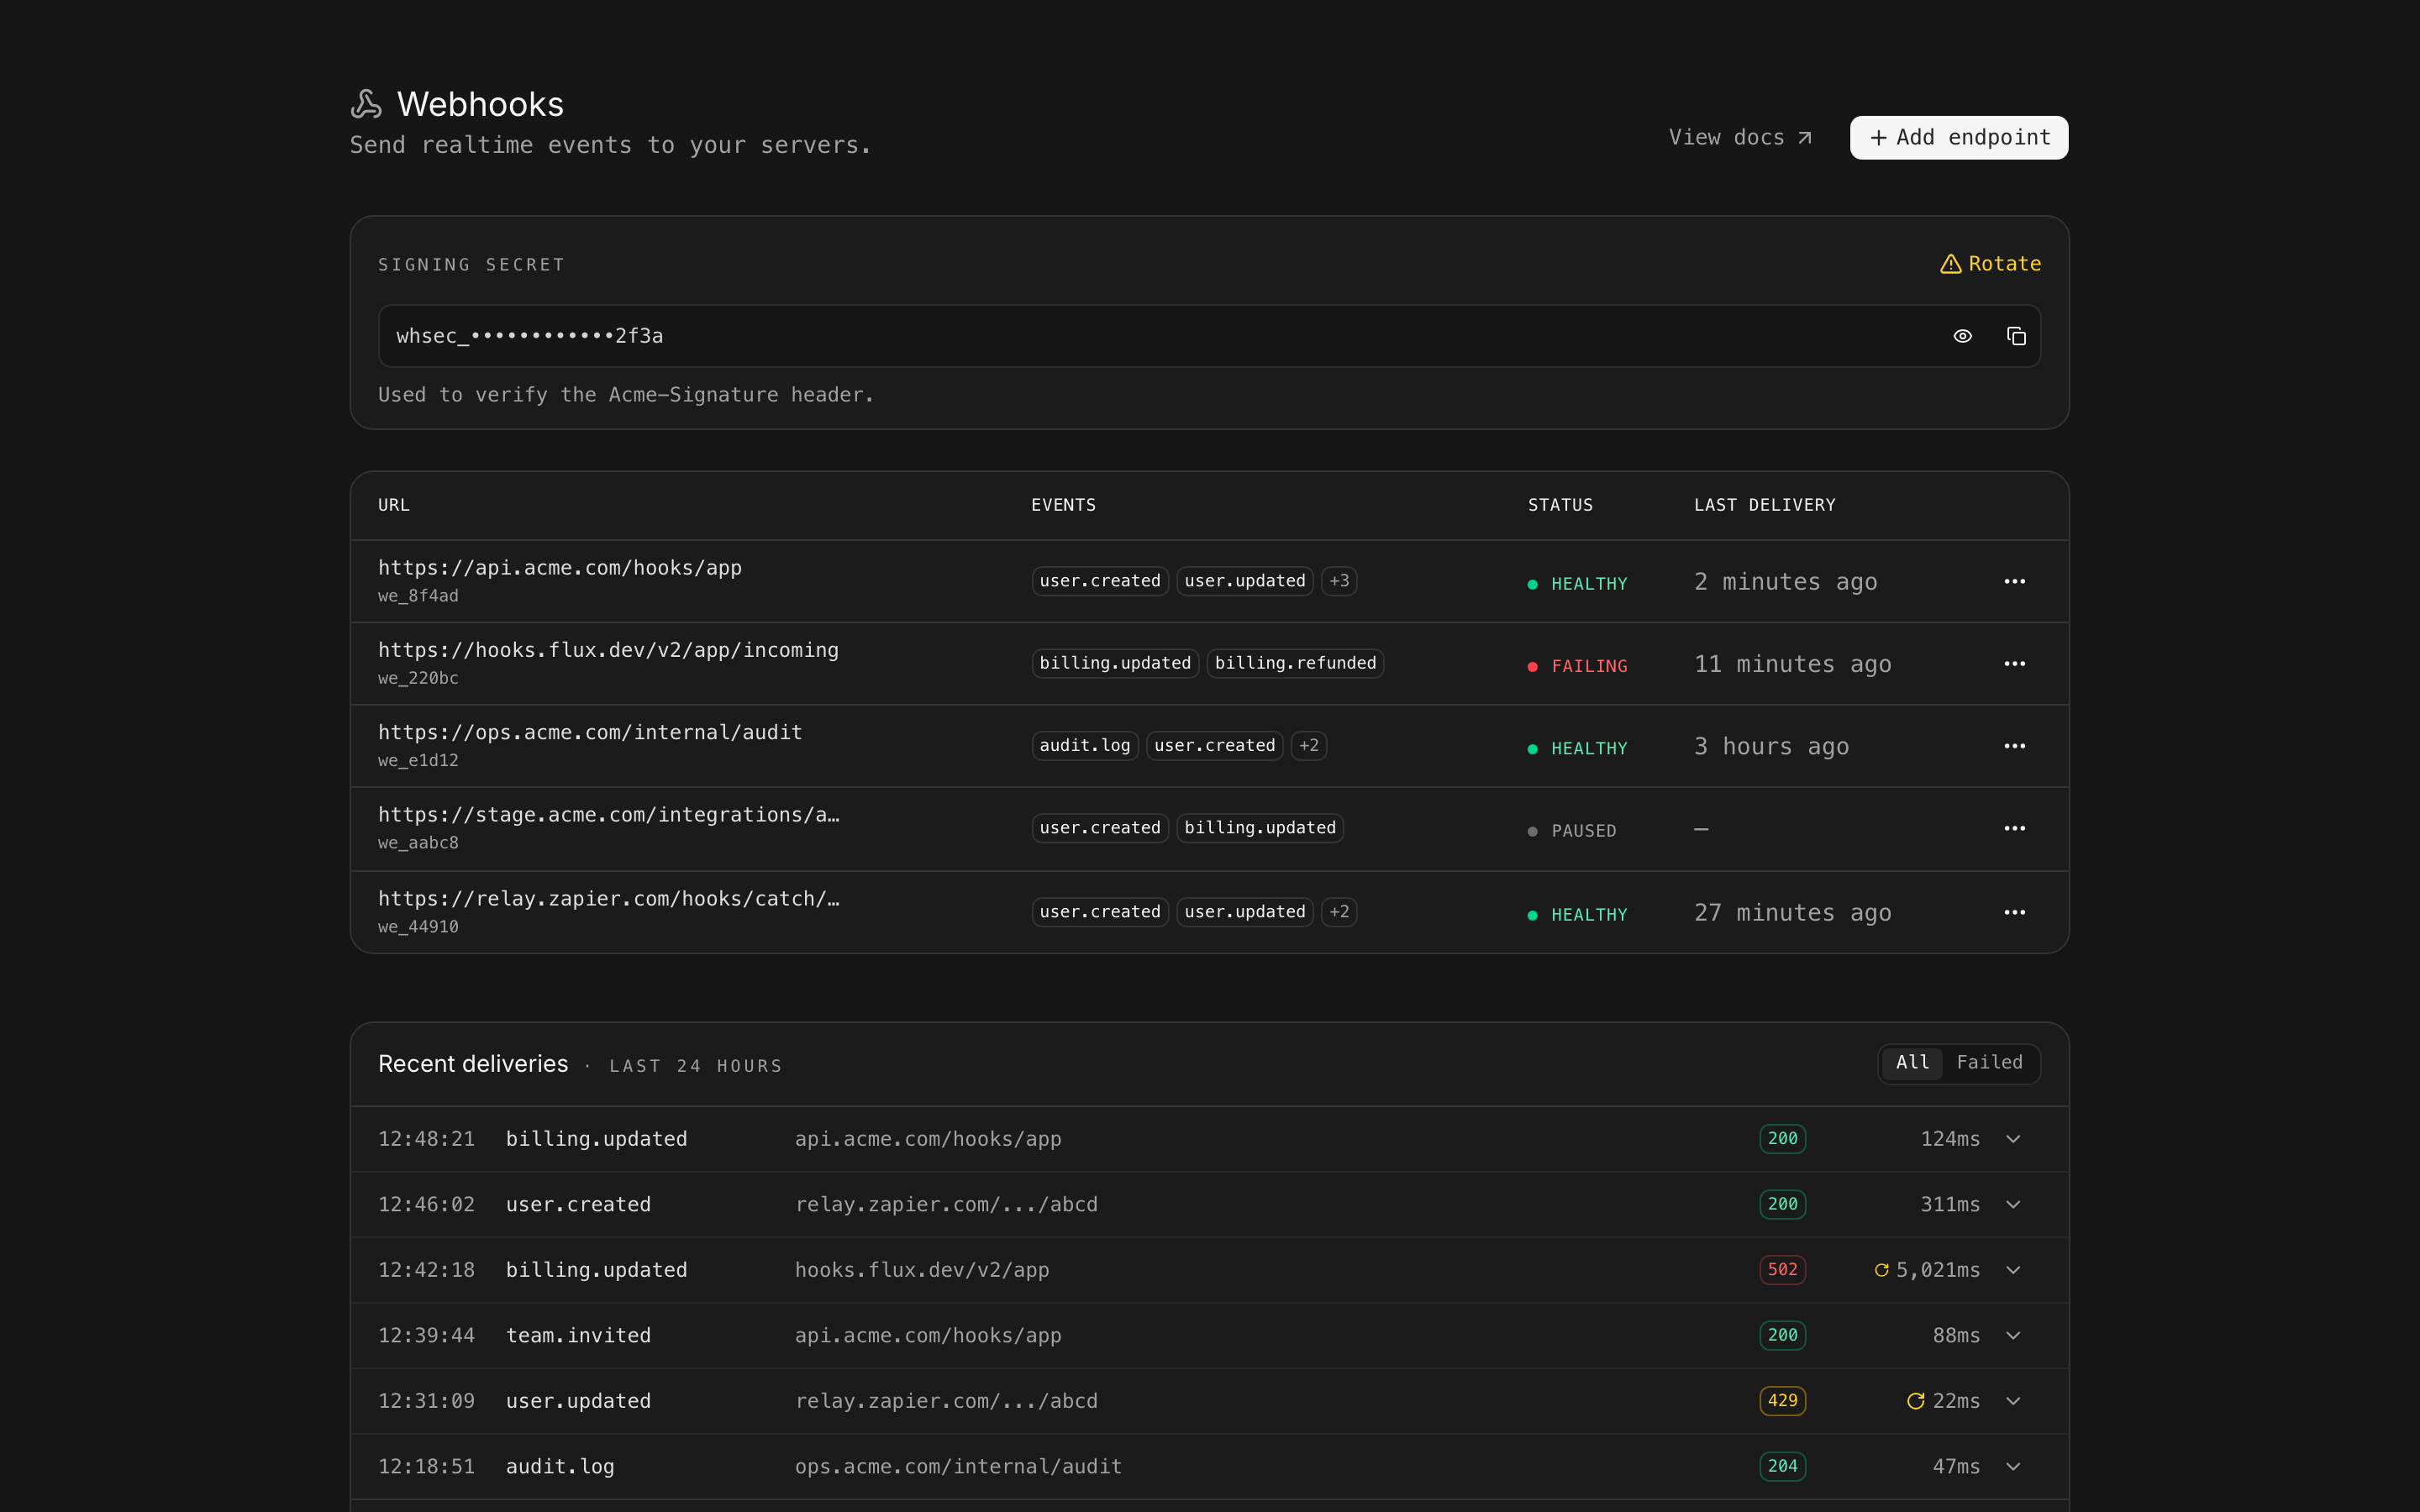 Webhooks
Send realtime events to your servers.
View docs
Add endpoint
SIGNING SECRET
Rotate
whsec_••••••••••••2f3a
Used to verify the Acme-Signature header.
URL EVENTS STATUS LAST DELIVERY
https://api.acme.com/hooks/app
we_8f4ad
user.created user.updated +3
HEALTHY
2 minutes ago
https://hooks.flux.dev/v2/app/incoming
we_220bc
billing.updated billing.refunded
FAILING
11 minutes ago
https://ops.acme.com/internal/audit
we_e1d12
audit.log user.created +2
HEALTHY
3 hours ago
https://stage.acme.com/integrations/a…
we_aabc8
user.created billing.updated
PAUSED
—
https://relay.zapier.com/hooks/catch/…
we_44910
user.created user.updated +2
HEALTHY
27 minutes ago
Recent deliveries · LAST 24 HOURS
All Failed
12:48:21 billing.updated api.acme.com/hooks/app 200 124ms
12:46:02 user.created relay.zapier.com/.../abcd 200 311ms
12:42:18 billing.updated hooks.flux.dev/v2/app 502 5,021ms
12:39:44 team.invited api.acme.com/hooks/app 200 88ms
12:31:09 user.updated relay.zapier.com/.../abcd 429 22ms
12:18:51 audit.log ops.acme.com/internal/audit 204 47ms